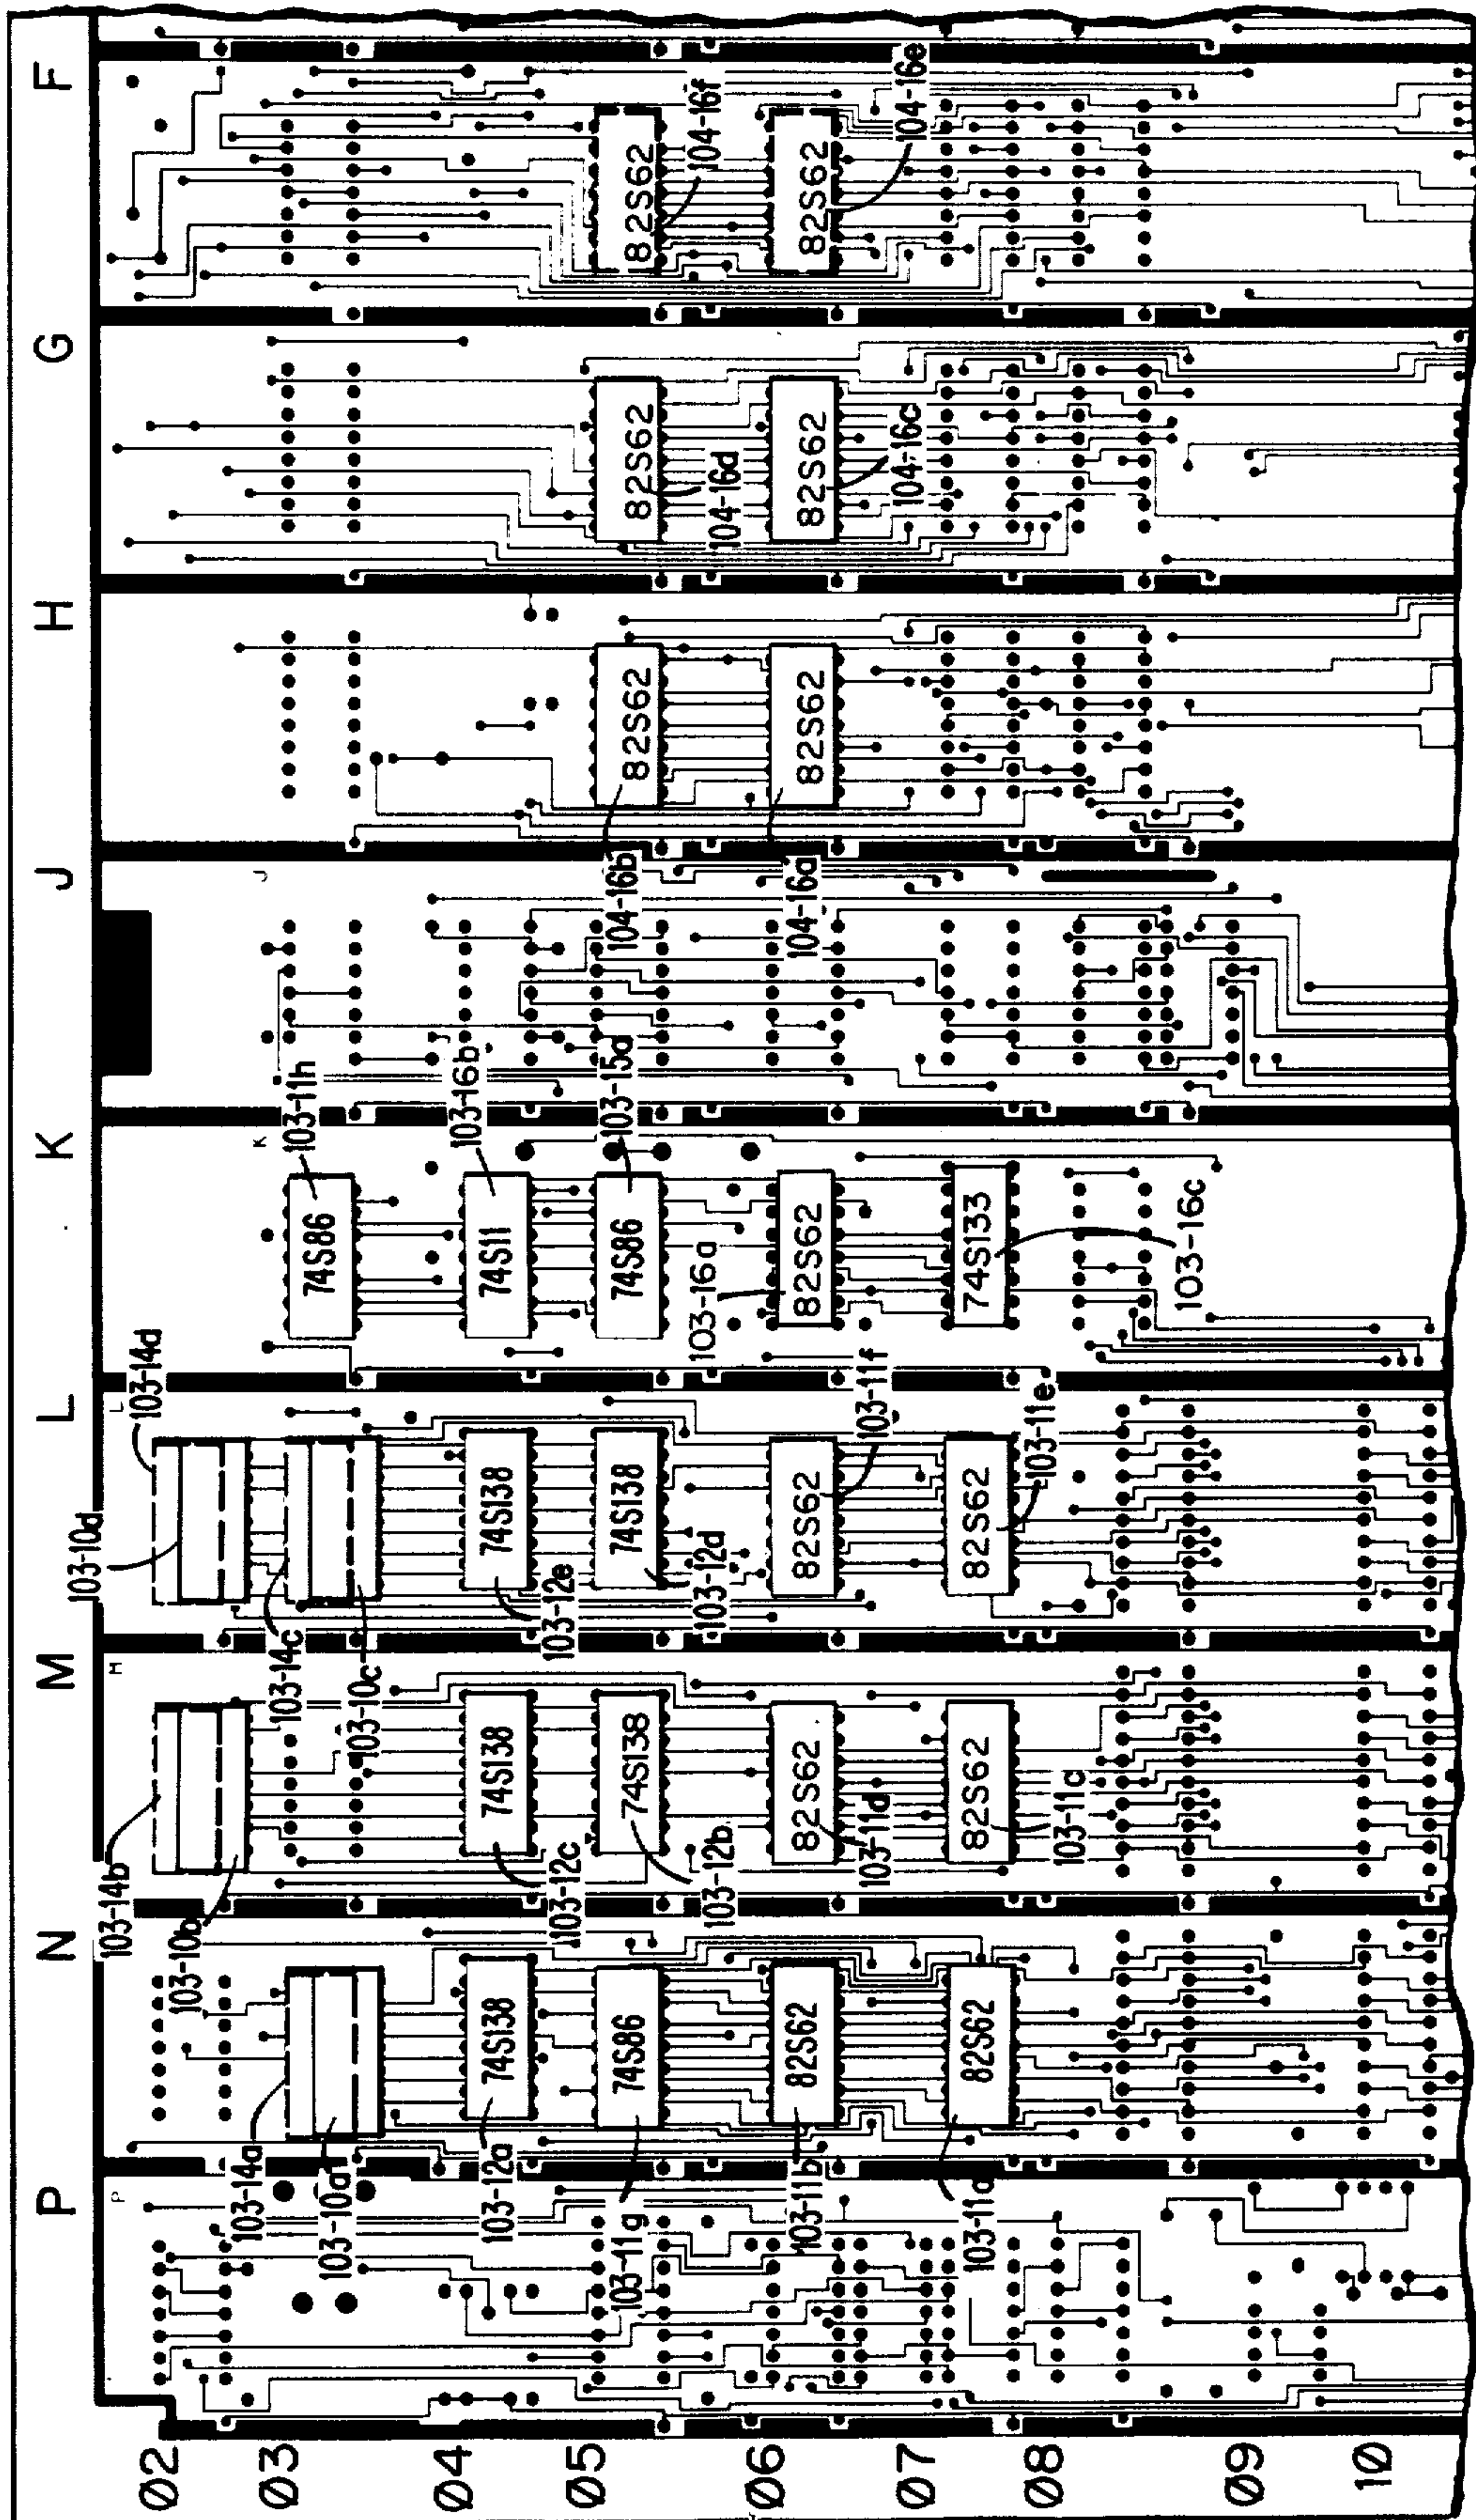 F
G
H
J
K
L
M
N
P
02
03
04
05
06
07
08
09
10
82S62
104-16f
82S62
104-16e
82S62
104-16d
82S62
104-16c
82S62
104-16b
82S62
104-16a
J
K
74S86
103-11h
74S11
103-16b
74S86
103-15d
82S62
103-16a
74S133
103-16c
L
103-14d
103-10d
103-14c
103-10c
74S138
103-12e
74S138
103-12d
82S62
103-11f
82S62
103-11e
M
103-14b
103-10b
74S138
103-12c
74S138
103-12b
82S62
103-11d
82S62
103-11c
103-14a
103-10a
74S138
103-12a
74S86
103-11g
82S62
103-11b
82S62
103-11a
P